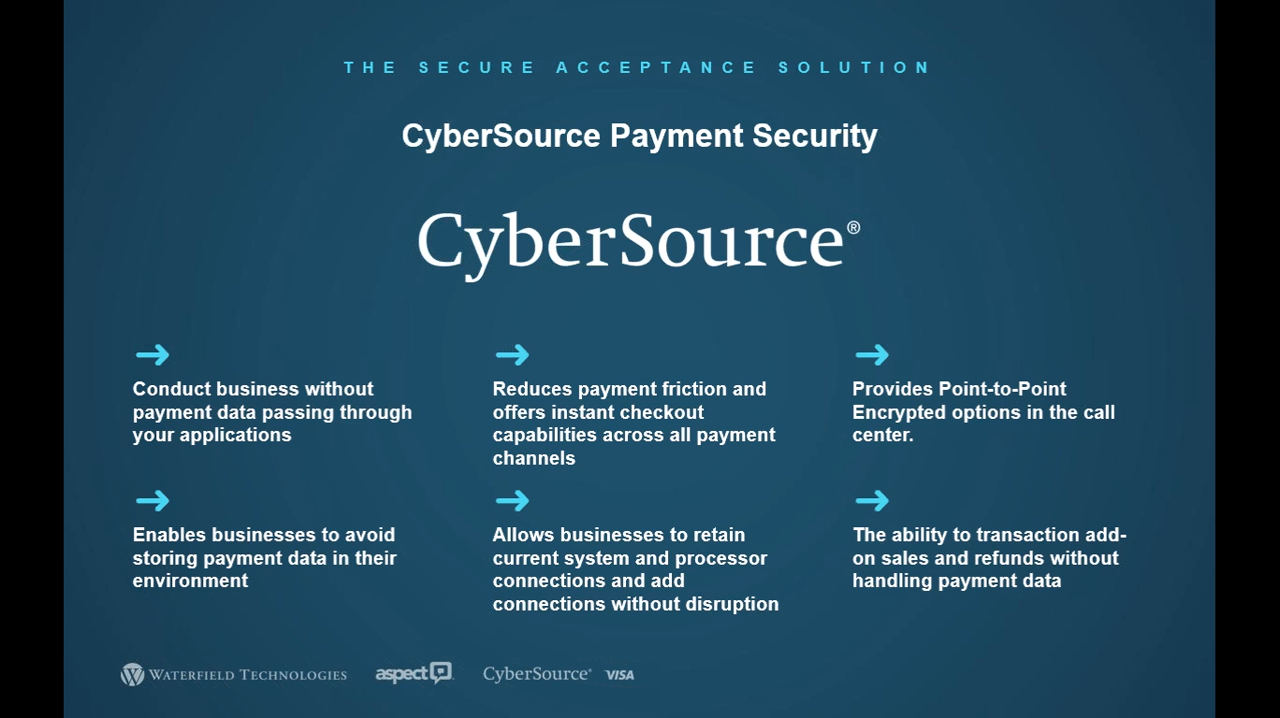 THE SECURE ACCEPTANCE SOLUTION
CyberSource Payment Security
CyberSource®
Conduct business without
payment data passing through
your applications
Reduces payment friction and
offers instant checkout
capabilities across all payment
channels
Provides Point-to-Point
Encrypted options in the call
center.
Enables businesses to avoid
storing payment data in their
environment
Allows businesses to retain
current system and processor
connections and add
connections without disruption
The ability to transaction add-
on sales and refunds without
handling payment data
WATERFIELD TECHNOLOGIES
aspect
CyberSource® VISA